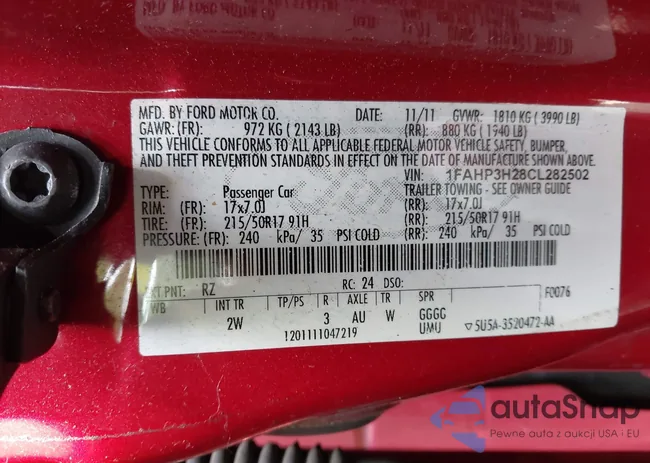 MFD. BY FORD MOTOR CO. DATE: 11/11 GVWR: 1810 KG ( 3990 LB)
GAWR: (FR): 972 KG ( 2143 LB) (RR): 880 KG ( 1940 LB)
THIS VEHICLE CONFORMS TO ALL APPLICABLE FEDERAL MOTOR VEHICLE SAFETY, BUMPER,
AND THEFT PREVENTION STANDARDS IN EFFECT ON THE DATE OF MANUFACTURE SHOWN ABOVE.
VIN: 1FAHP3H28CL282502
TYPE: Passenger Car TRAILER TOWING - SEE OWNER GUIDE
RIM: (FR): 17x7.0J (RR): 17x7.0J
TIRE: (FR): 215/50R17 91H (RR): 215/50R17 91H
PRESSURE: (FR): 240 kPa/ 35 PSI COLD (RR): 240 kPa/ 35 PSI COLD
EXT PNT: RZ RC: 24 DSO: F0076
WB INT TR TP/PS R AXLE TR SPR
2W 3 AU W GGGG
UMIJ
1201111047219
▽ 5U5A-3520472-AA
autaSnap
Pewne auta z aukcji USA - EU